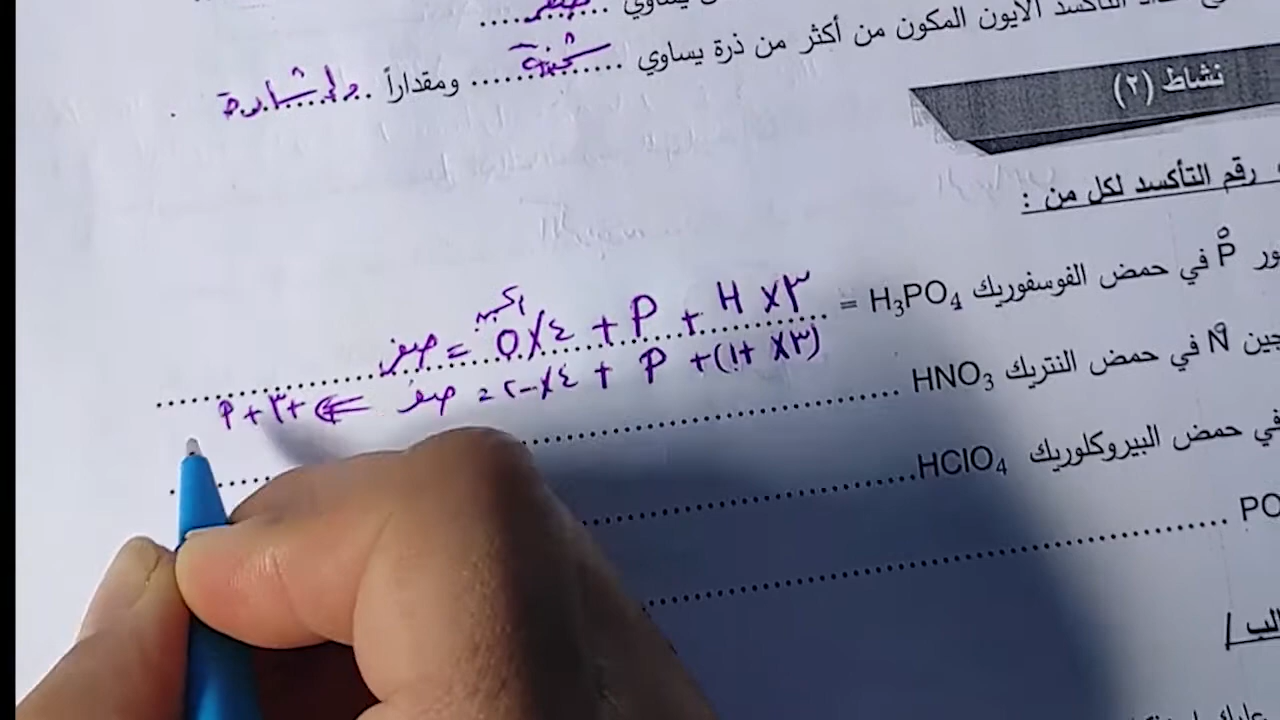 يساوي ........ صفر
التأكسد الأيون المكون من أكثر من ذرة يساوي ........ شحنة ........ ومقداراً ........ وإشارة
نشاط (٢)
رقم التأكسد لكل من :
P في حمض الفوسفوريك H₃PO₄ = H×٣ + P + O×٤ = صفر
(١+ ×٣) + P + ٢-×٤ = صفر ⇐ +٣ + P
N في حمض النتريك HNO₃
في حمض البيروكلوريك HClO₄
PO